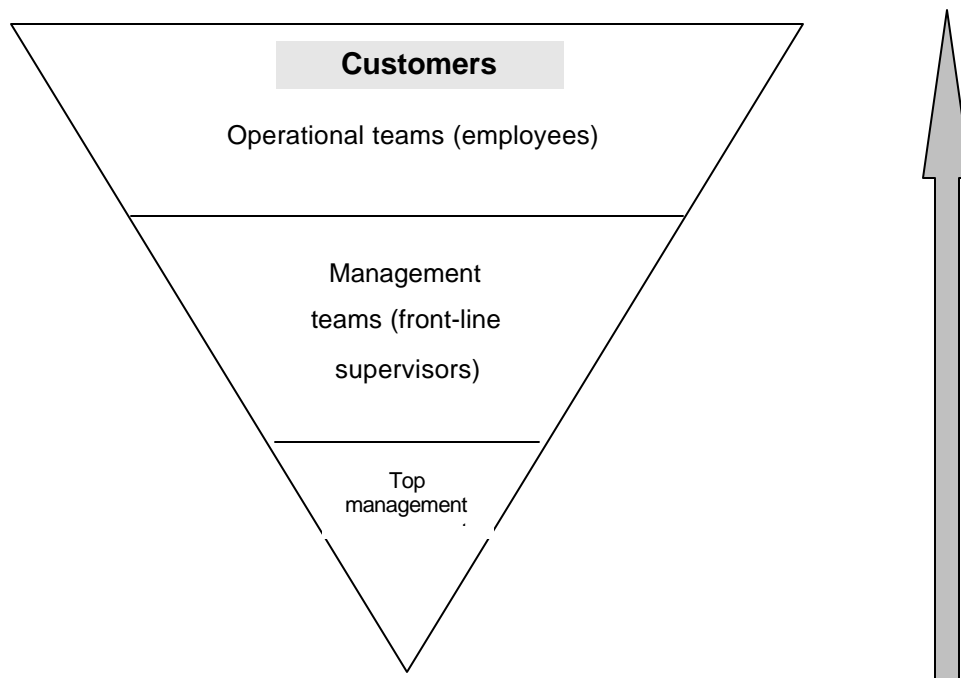 Customers
Operational teams (employees)
Management
teams (front-line
supervisors)
Top
management